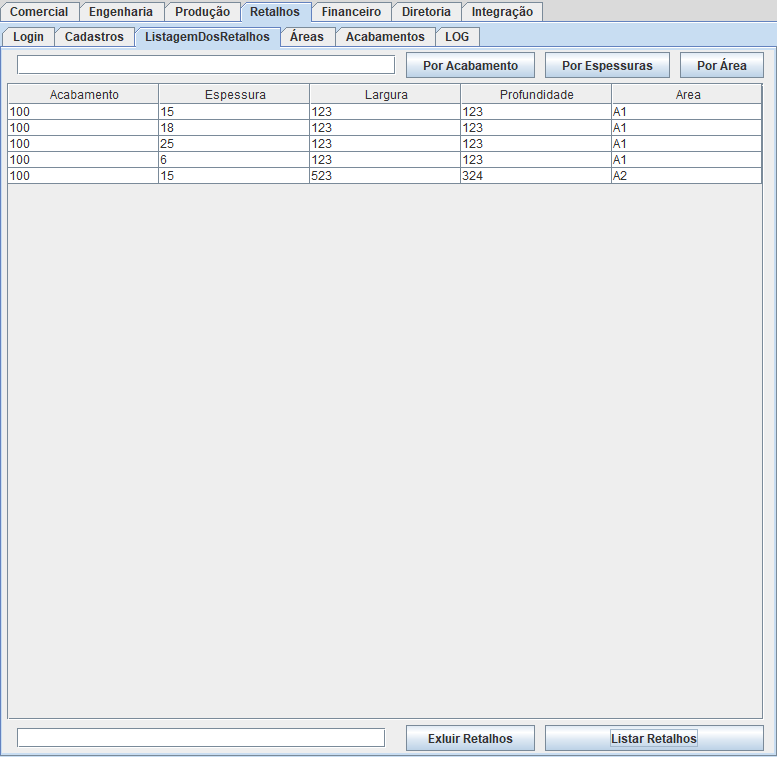 Comercial Engenharia Produção Retalhos Financeiro Diretoria Integração
Login Cadastros ListagemDosRetalhos Áreas Acabamentos LOG
Por Acabamento Por Espessuras Por Área
Acabamento Espessura Largura Profundidade Area
100 15 123 123 A1
100 18 123 123 A1
100 25 123 123 A1
100 6 123 123 A1
100 15 523 324 A2
Exluir Retalhos Listar Retalhos